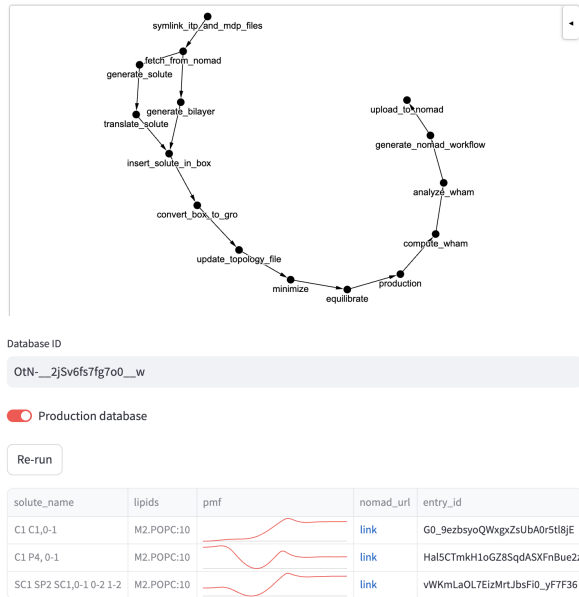 symlink_itp_and_mdp_files
fetch_from_nomad
generate_solute
generate_bilayer
translate_solute
insert_solute_in_box
convert_box_to_gro
update_topology_file
minimize
equilibrate
production
compute_wham
analyze_wham
generate_nomad_workflow
upload_to_nomad
Database ID
OtN-__2jSv6fs7fg7o0__w
Production database
Re-run
solute_name lipids pmf nomad_url entry_id
C1 C1,0-1 M2.POPC:10 link G0_9ezbsyoQWxgxZsUbA0r5tl8jE
C1 P4, 0-1 M2.POPC:10 link Hal5CTmkH1oGZ8SqdASXFnBue2z
SC1 SP2 SC1,0-1 0-2 1-2 M2.POPC:10 link vWKmLaOL7EizMrtJbsFi0_yF7F36